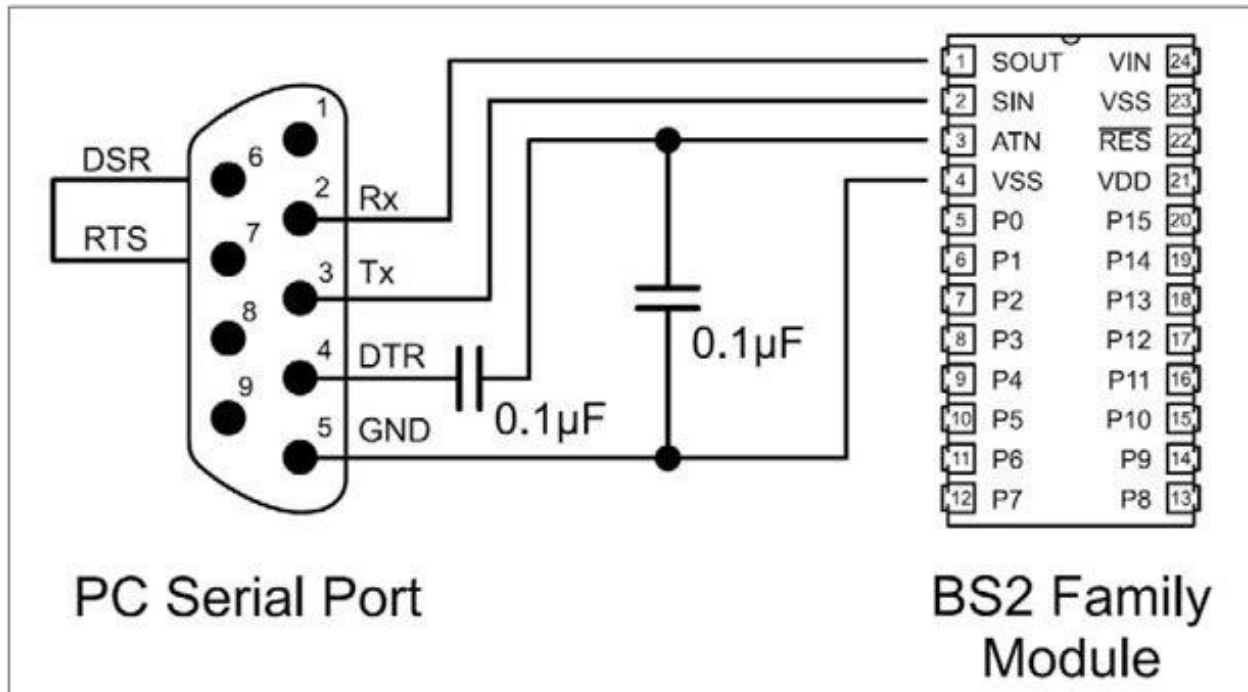 1
6
DSR
2
Rx
7
RTS
3
Tx
8
4
DTR
9
0.1µF
5
GND
0.1µF
PC Serial Port
1 SOUT VIN 24
2 SIN VSS 23
3 ATN RES 22
4 VSS VDD 21
5 P0 P15 20
6 P1 P14 19
7 P2 P13 18
8 P3 P12 17
9 P4 P11 16
10 P5 P10 15
11 P6 P9 14
12 P7 P8 13
BS2 Family
Module